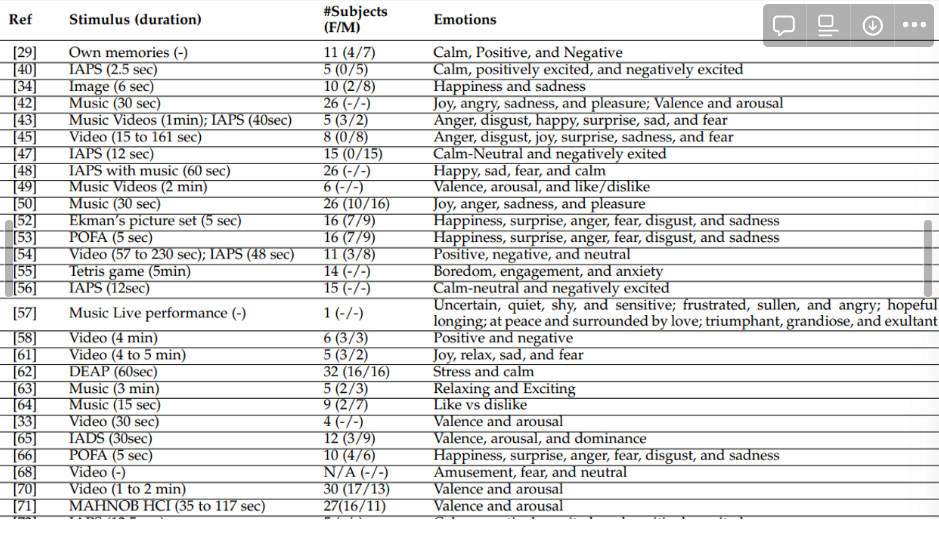 Ref Stimulus (duration) #Subjects (F/M) Emotions
[29] Own memories (-) 11 (4/7) Calm, Positive, and Negative
[40] IAPS (2.5 sec) 5 (0/5) Calm, positively excited, and negatively excited
[34] Image (6 sec) 10 (2/8) Happiness and sadness
[42] Music (30 sec) 26 (-/-) Joy, angry, sadness, and pleasure; Valence and arousal
[43] Music Videos (1min); IAPS (40sec) 5 (3/2) Anger, disgust, happy, surprise, sad, and fear
[45] Video (15 to 161 sec) 8 (0/8) Anger, disgust, joy, surprise, sadness, and fear
[47] IAPS (12 sec) 15 (0/15) Calm-Neutral and negatively exited
[48] IAPS with music (60 sec) 26 (-/-) Happy, sad, fear, and calm
[49] Music Videos (2 min) 6 (-/-) Valence, arousal, and like/dislike
[50] Music (30 sec) 26 (10/16) Joy, anger, sadness, and pleasure
[52] Ekman's picture set (5 sec) 16 (7/9) Happiness, surprise, anger, fear, disgust, and sadness
[53] POFA (5 sec) 16 (7/9) Happiness, surprise, anger, fear, disgust, and sadness
[54] Video (57 to 230 sec); IAPS (48 sec) 11 (3/8) Positive, negative, and neutral
[55] Tetris game (5min) 14 (-/-) Boredom, engagement, and anxiety
[56] IAPS (12sec) 15 (-/-) Calm-neutral and negatively excited
[57] Music Live performance (-) 1 (-/-) Uncertain, quiet, shy, and sensitive; frustrated, sullen, and angry; hopeful
longing; at peace and surrounded by love; triumphant, grandiose, and exultant
[58] Video (4 min) 6 (3/3) Positive and negative
[61] Video (4 to 5 min) 5 (3/2) Joy, relax, sad, and fear
[62] DEAP (60sec) 32 (16/16) Stress and calm
[63] Music (3 min) 5 (2/3) Relaxing and Exciting
[64] Music (15 sec) 9 (2/7) Like vs dislike
[33] Video (30 sec) 4 (-/-) Valence and arousal
[65] IADS (30sec) 12 (3/9) Valence, arousal, and dominance
[66] POFA (5 sec) 10 (4/6) Happiness, surprise, anger, fear, disgust, and sadness
[68] Video (-) N/A (-/-) Amusement, fear, and neutral
[70] Video (1 to 2 min) 30 (17/13) Valence and arousal
[71] MAHNOB HCI (35 to 117 sec) 27(16/11) Valence and arousal